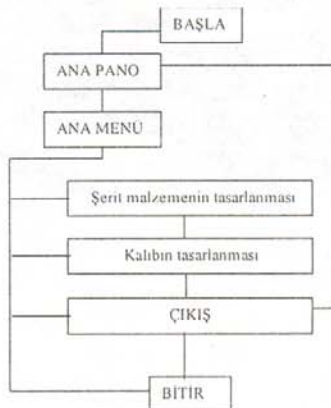 BAŞLA
ANA PANO
ANA MENÜ
Şerit malzemenin tasarlanması
Kalıbın tasarlanması
ÇIKIŞ
BİTİR